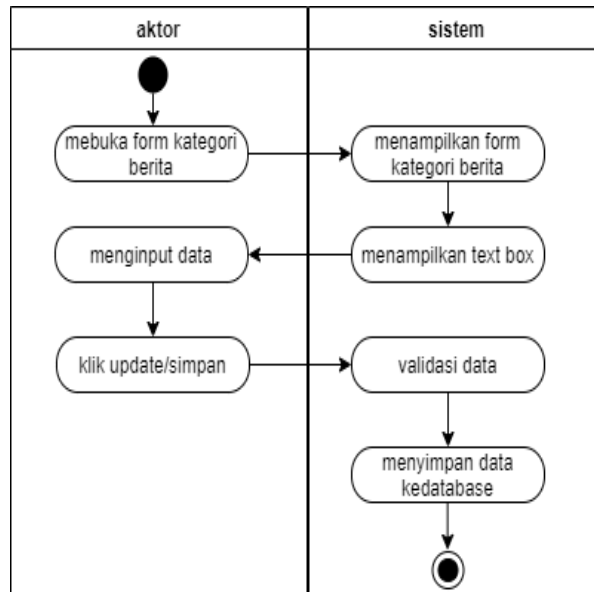 aktor
sistem
mebuka form kategori
berita
menampilkan form
kategori berita
menginput data
menampilkan text box
klik update/simpan
validasi data
menyimpan data
kedatabase